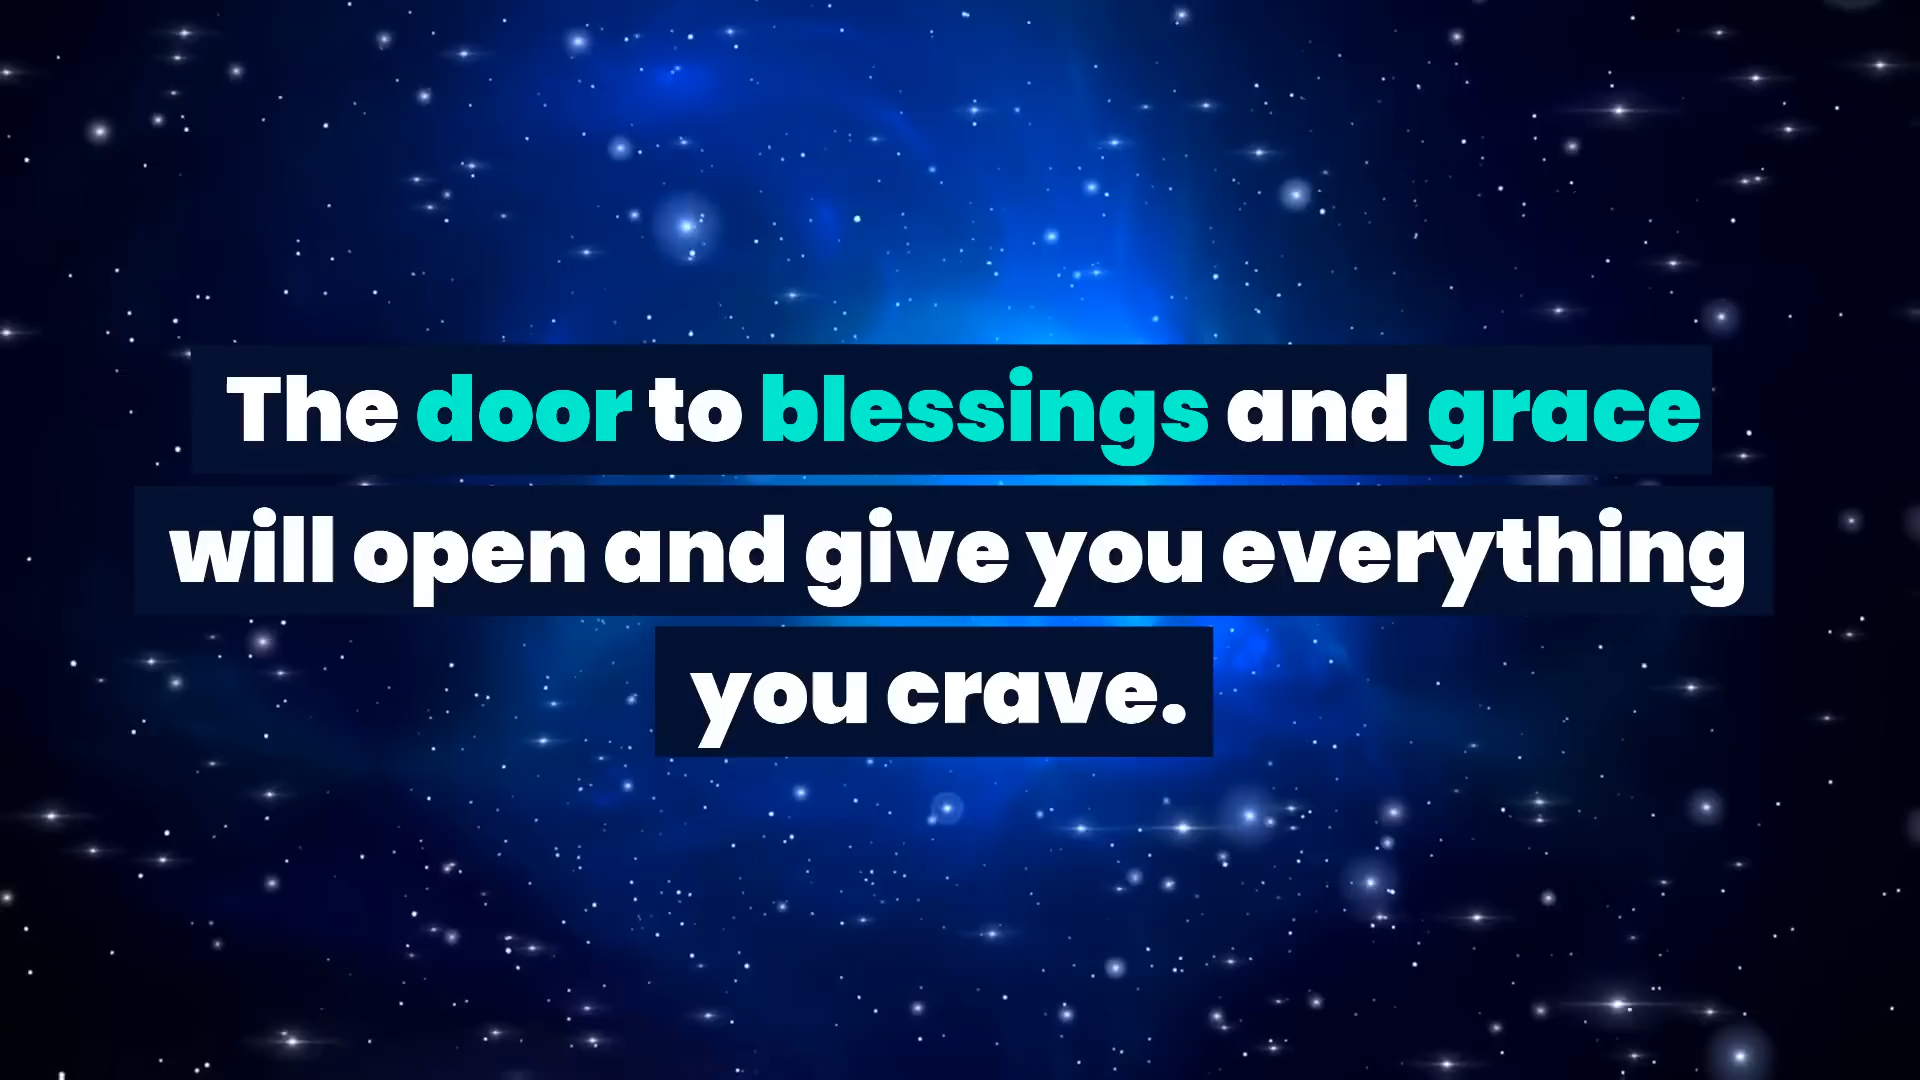 The door to blessings and grace
will open and give you everything
you crave.